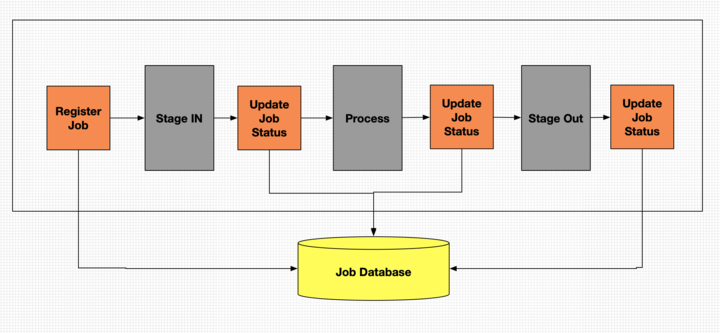 Register
Job
Stage IN
Update
Job
Status
Process
Update
Job
Status
Stage Out
Update
Job
Status
Job Database